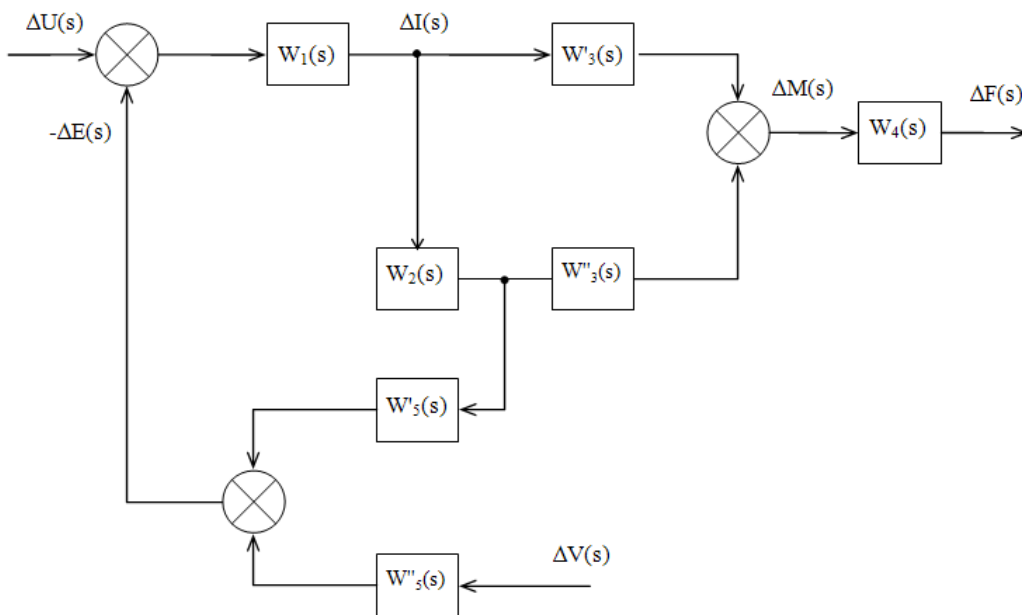 ΔU(s)
W₁(s)
ΔI(s)
W'₃(s)
ΔM(s)
W₄(s)
ΔF(s)
-ΔE(s)
W₂(s)
W''₃(s)
W'₅(s)
W''₅(s)
ΔV(s)